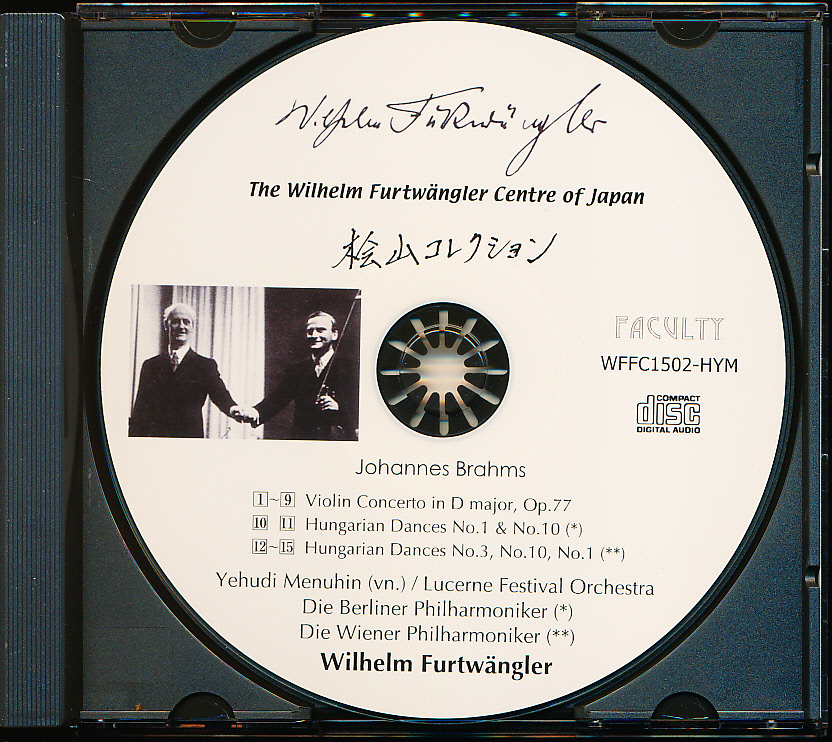 Wilhelm Furtwängler
The Wilhelm Furtwängler Centre of Japan
桧山コレクション
FACULTY
WFFC1502-HYM
COMPACT
disc
DIGITAL AUDIO
Johannes Brahms
1~9 Violin Concerto in D major, Op.77
10 11 Hungarian Dances No.1 & No.10 (*)
12~15 Hungarian Dances No.3, No.10, No.1 (**)
Yehudi Menuhin (vn.) / Lucerne Festival Orchestra
Die Berliner Philharmoniker (*)
Die Wiener Philharmoniker (**)
Wilhelm Furtwängler